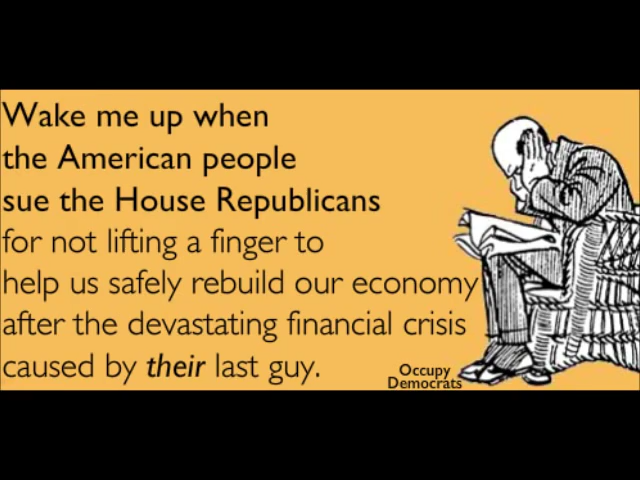 Wake me up when
the American people
sue the House Republicans
for not lifting a finger to
help us safely rebuild our economy
after the devastating financial crisis
caused by their last guy.
Occupy
Democrats